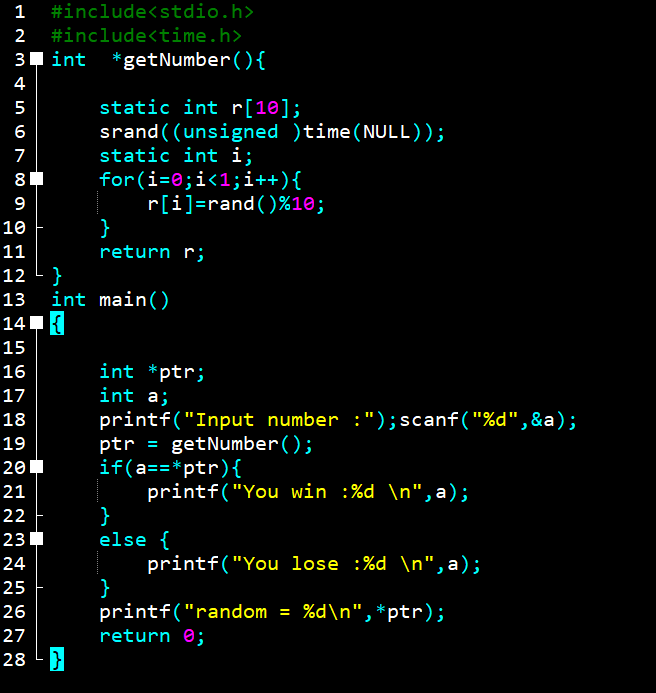 1 #include<stdio.h>
2 #include<time.h>
3 int  *getNumber(){
4
5     static int r[10];
6     srand((unsigned )time(NULL));
7     static int i;
8     for(i=0;i<1;i++){
9         r[i]=rand()%10;
10     }
11     return r;
12 }
13 int main()
14 {
15
16     int *ptr;
17     int a;
18     printf("Input number :");scanf("%d",&a);
19     ptr = getNumber();
20     if(a==*ptr){
21         printf("You win :%d \n",a);
22     }
23     else {
24         printf("You lose :%d \n",a);
25     }
26     printf("random = %d\n",*ptr);
27     return 0;
28 }